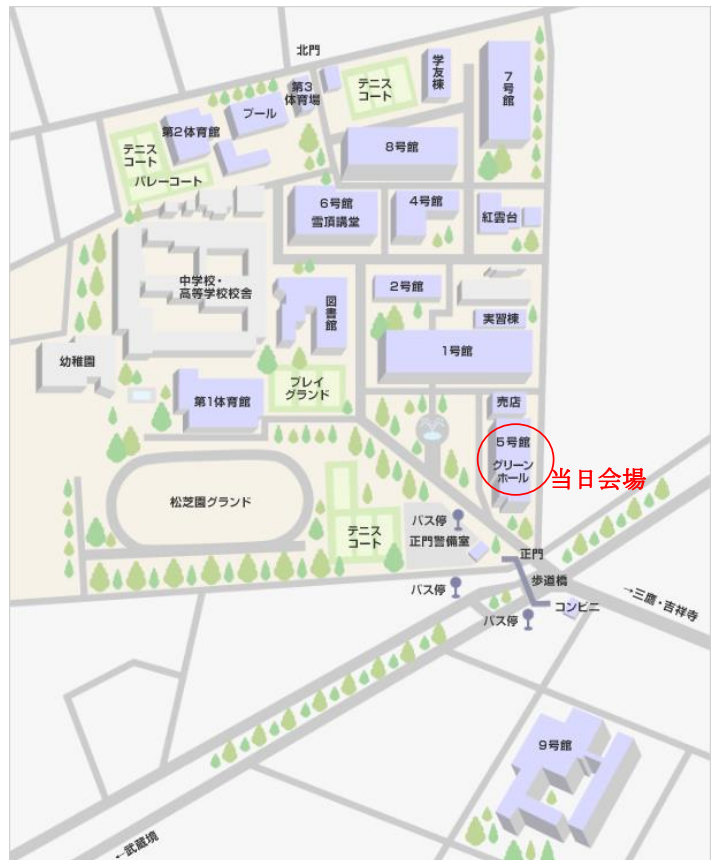 北門
第3
体育場
テニス
コート
学友
棟
7号館
プール
第2体育館
テニス
コート
バレーコート
8号館
6号館
雪頂講堂
4号館
紅雲台
中学校・
高等学校校舎
図書館
2号館
実習棟
1号館
幼稚園
第1体育館
プレイ
グランド
売店
5号館
グリーン
ホール
当日会場
松芝園グランド
テニス
コート
バス停
正門警備室
正門
歩道橋
バス停
コンビニ
バス停
→三鷹・吉祥寺
9号館
←武蔵境